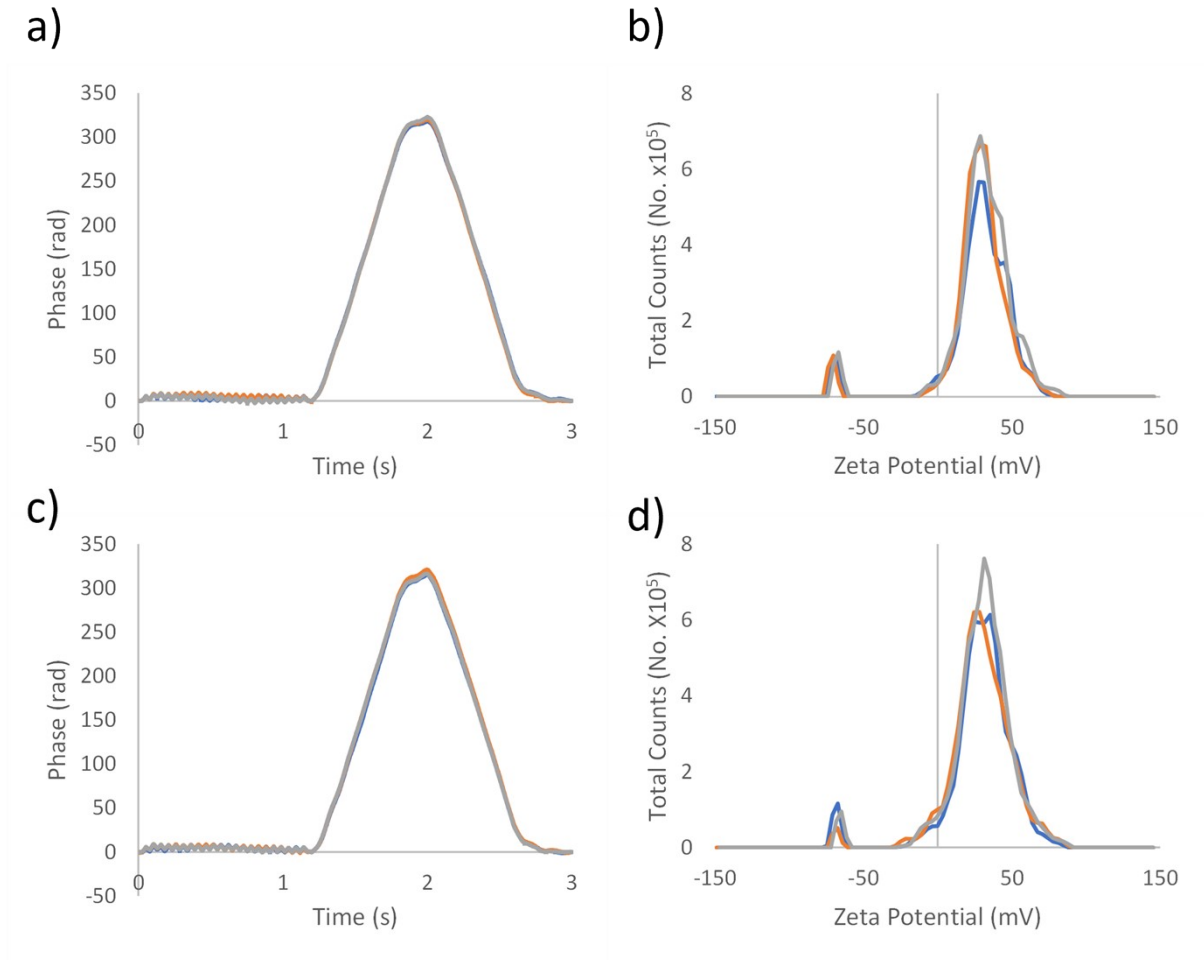 a)
350
300
250
200
150
100
50
0
-50
Phase (rad)
0 1 2 3
Time (s)
b)
8
6
4
2
0
Total Counts (No. x10⁵)
-150 -50 50 150
Zeta Potential (mV)
c)
350
300
250
200
150
100
50
0
-50
Phase (rad)
0 1 2 3
Time (s)
d)
8
6
4
2
0
Total Counts (No. X10⁵)
-150 -50 50 150
Zeta Potential (mV)